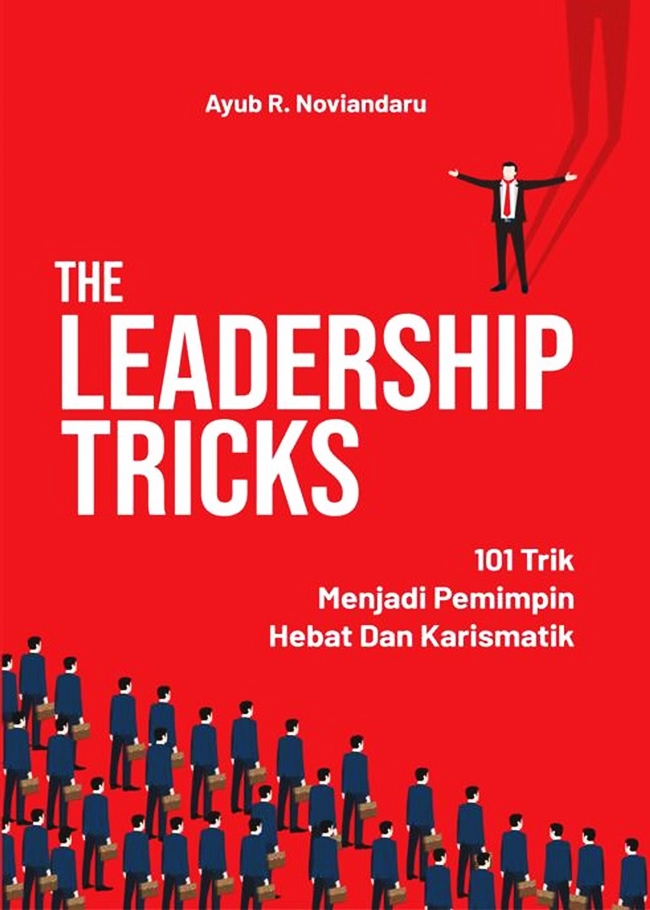 Ayub R. Noviandaru
THE
LEADERSHIP
TRICKS
101 Trik
Menjadi Pemimpin
Hebat Dan Karismatik